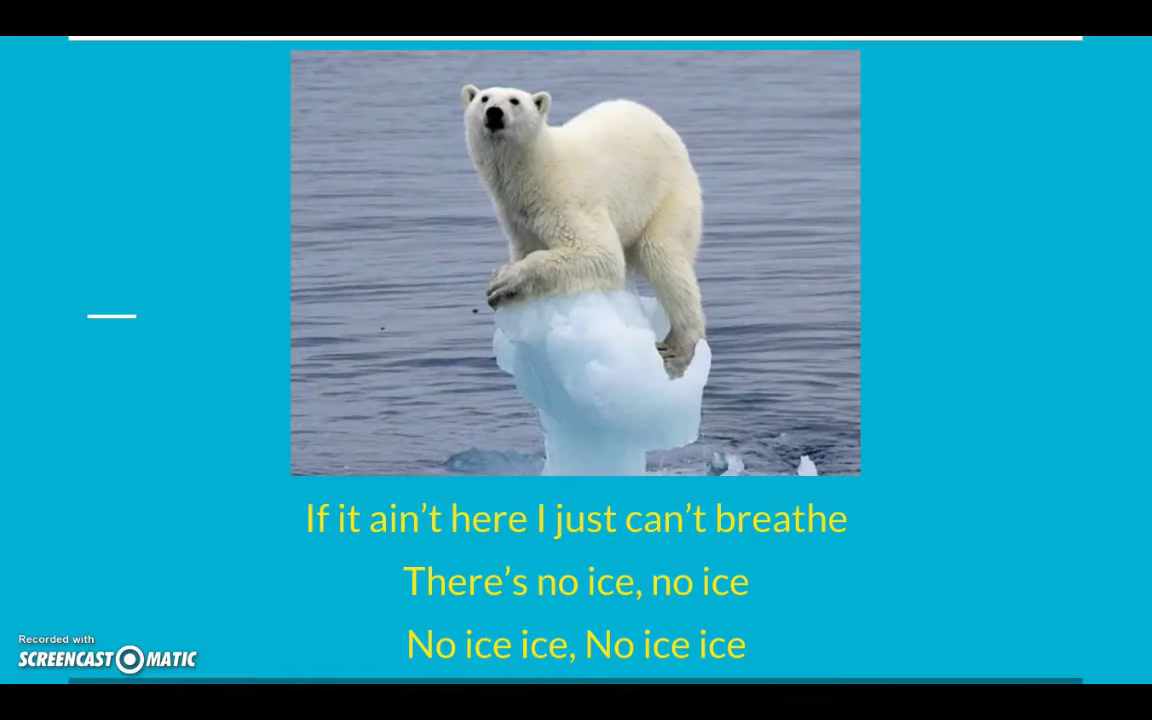 If it ain't here I just can't breathe
There's no ice, no ice
No ice ice, No ice ice
Recorded with
SCREENCAST-O-MATIC